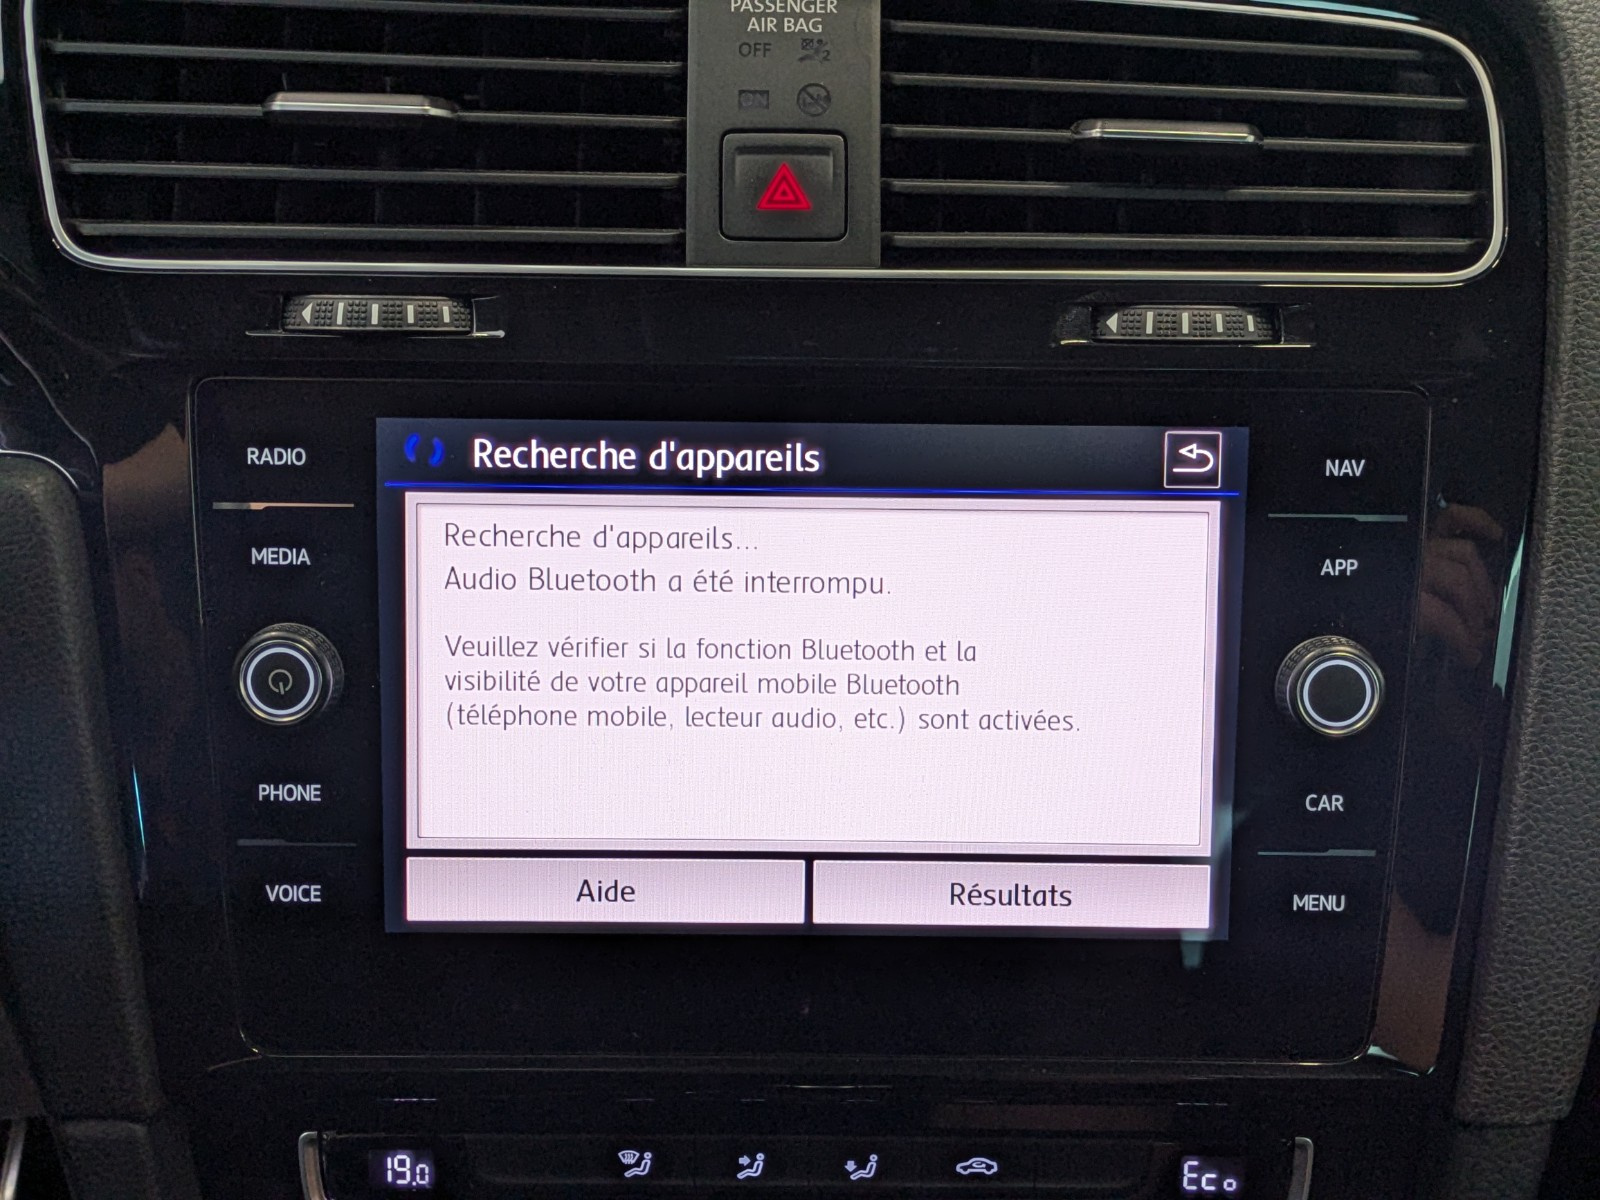 PASSENGER
AIR BAG
OFF
ON
RADIO
MEDIA
PHONE
VOICE
Recherche d'appareils
Recherche d'appareils...
Audio Bluetooth a été interrompu.
Veuillez vérifier si la fonction Bluetooth et la
visibilité de votre appareil mobile Bluetooth
(téléphone mobile, lecteur audio, etc.) sont activées.
Aide
Résultats
NAV
APP
CAR
MENU
19.0
Eco